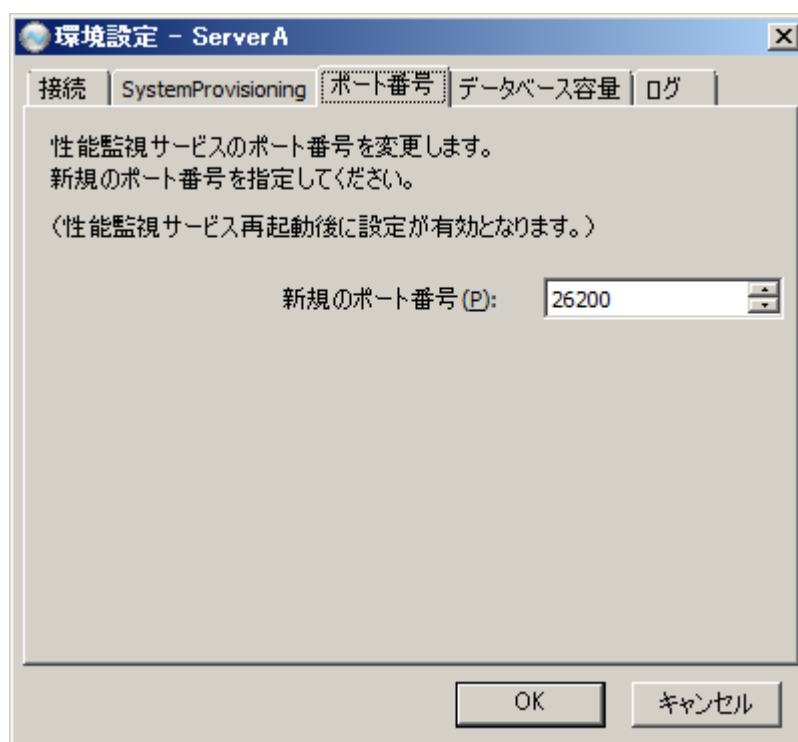 環境設定 - ServerA
接続 SystemProvisioning ポート番号 データベース容量 ログ
性能監視サービスのポート番号を変更します。
新規のポート番号を指定してください。
（性能監視サービス再起動後に設定が有効となります。）
新規のポート番号(P): 26200
OK キャンセル